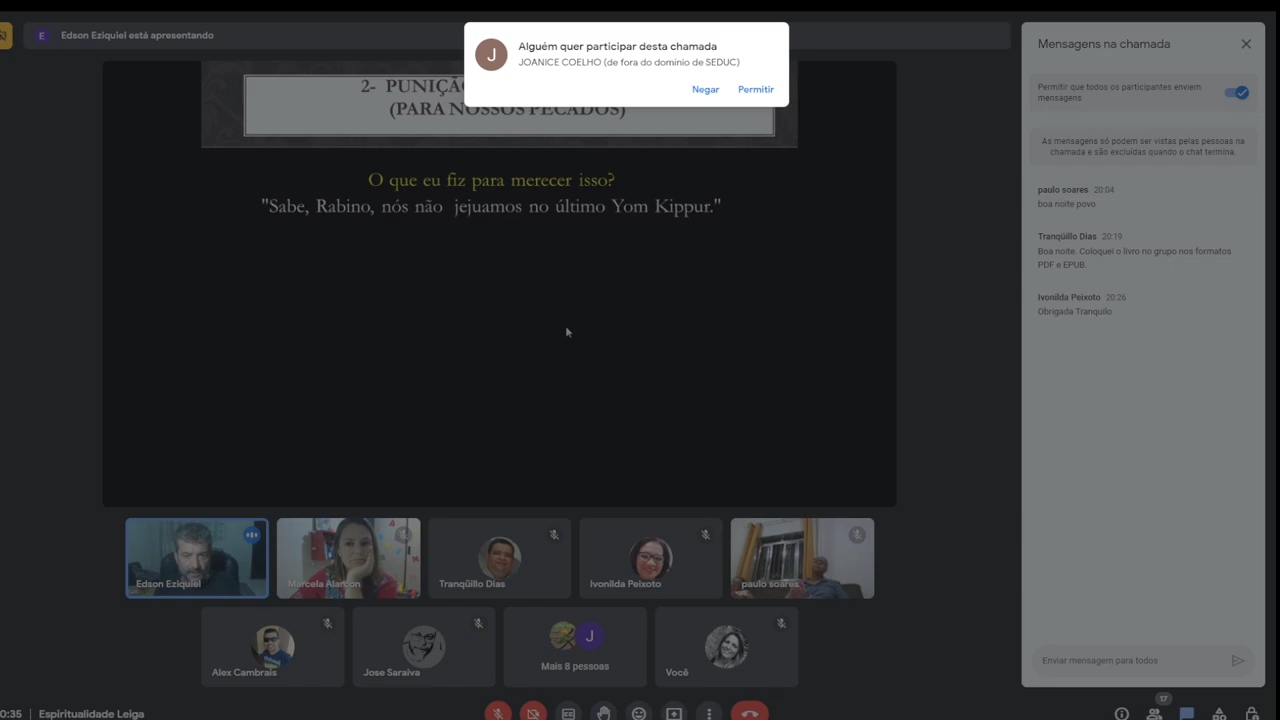 E Edson Eziquiel está apresentando
Alguém quer participar desta chamada
J JOANICE COELHO (de fora do domínio de SEDUC)
Negar Permitir
2- PUNIÇÃ
(PARA NOSSOS PECADOS)
O que eu fiz para merecer isso?
"Sabe, Rabino, nós não jejuamos no último Yom Kippur."
Mensagens na chamada
Permitir que todos os participantes enviem
mensagens
As mensagens só podem ser vistas pelas pessoas na
chamada e são excluídas quando o chat termina.
paulo soares 20:04
boa noite povo
Tranqüillo Dias 20:19
Boa noite. Coloquei o livro no grupo nos formatos
PDF e EPUB.
Ivonilda Peixoto 20:26
Obrigada Tranquilo
Enviar mensagem para todos
Edson Eziquiel
Marcela Alarcon
Tranqüillo Dias
Ivonilda Peixoto
paulo soares
Alex Cambrais
Jose Saraiva
J
Mais 8 pessoas
Você
0:35 | Espiritualidade Leiga
17